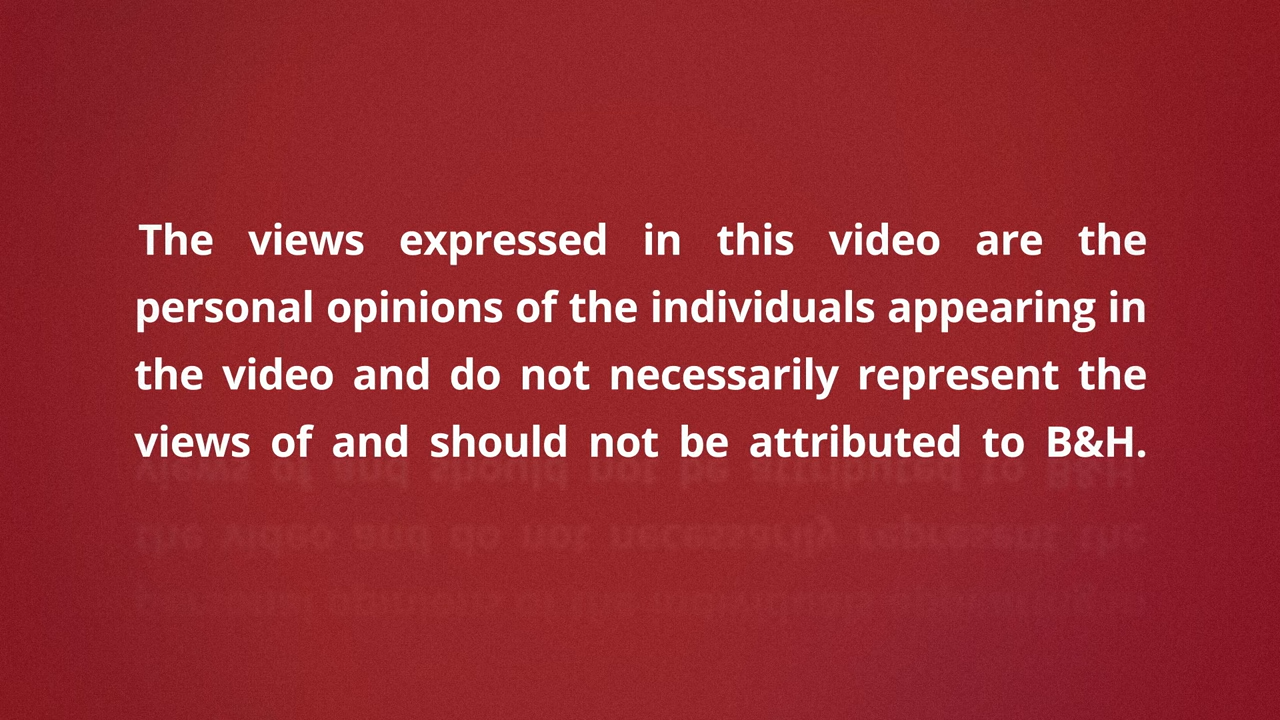 The views expressed in this video are the
personal opinions of the individuals appearing in
the video and do not necessarily represent the
views of and should not be attributed to B&H.